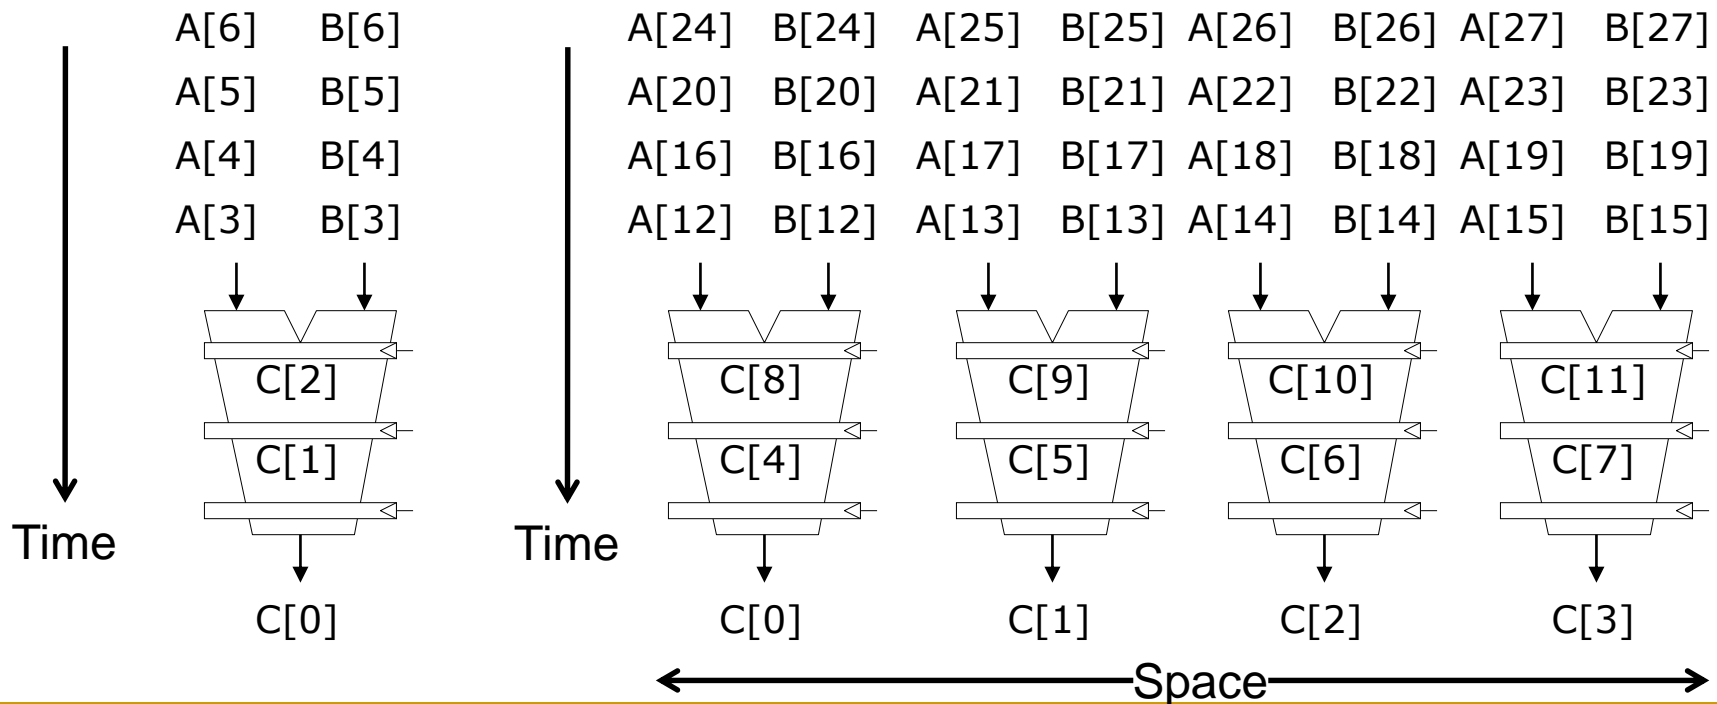 A[6] B[6] A[24] B[24] A[25] B[25] A[26] B[26] A[27] B[27]
A[5] B[5] A[20] B[20] A[21] B[21] A[22] B[22] A[23] B[23]
A[4] B[4] A[16] B[16] A[17] B[17] A[18] B[18] A[19] B[19]
A[3] B[3] A[12] B[12] A[13] B[13] A[14] B[14] A[15] B[15]
C[2] C[8] C[9] C[10] C[11]
C[1] C[4] C[5] C[6] C[7]
Time Time
C[0] C[0] C[1] C[2] C[3]
Space